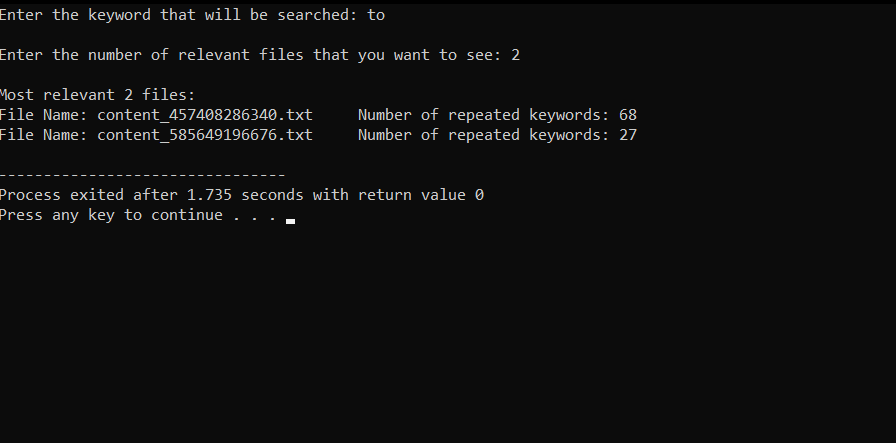 Enter the keyword that will be searched: to
Enter the number of relevant files that you want to see: 2
Most relevant 2 files:
File Name: content_457408286340.txt     Number of repeated keywords: 68
File Name: content_585649196676.txt     Number of repeated keywords: 27
--------------------------------
Process exited after 1.735 seconds with return value 0
Press any key to continue . . .